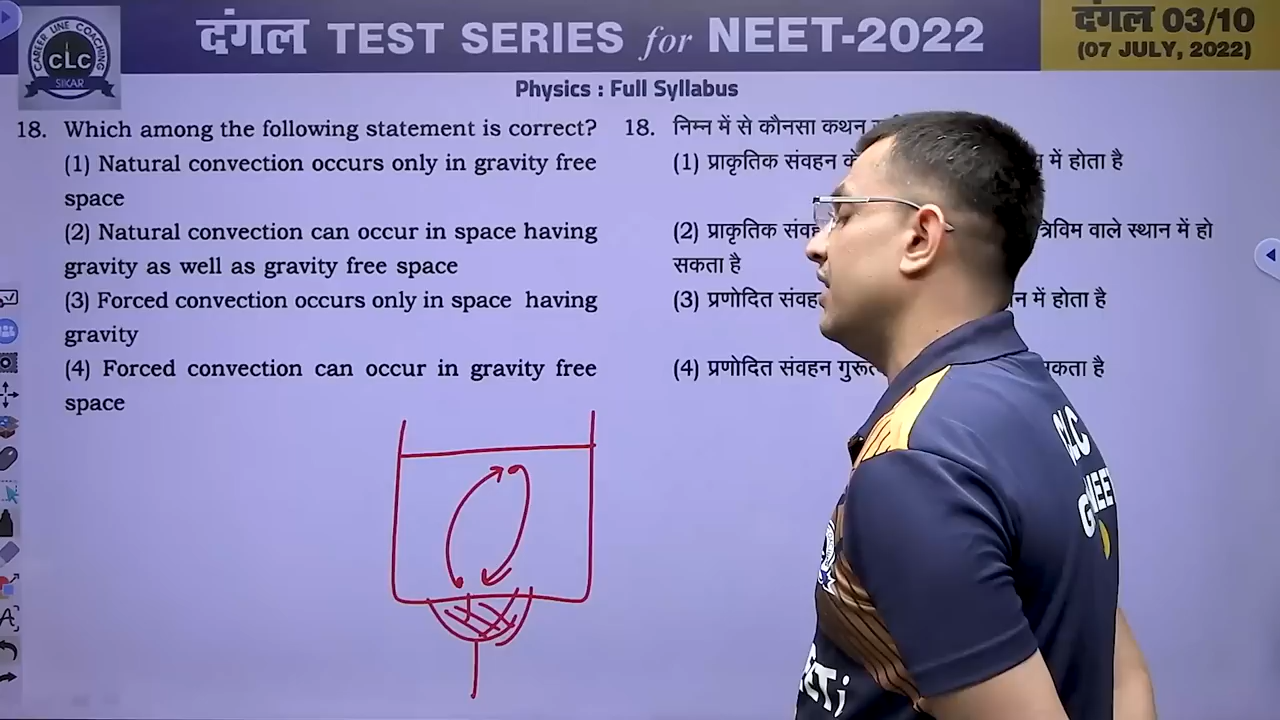 दंगल TEST SERIES for NEET-2022
दंगल 03/10
(07 JULY, 2022)
CAREER LINE COACHING
CLC
SIKAR
Physics : Full Syllabus
18. Which among the following statement is correct?
(1) Natural convection occurs only in gravity free
space
(2) Natural convection can occur in space having
gravity as well as gravity free space
(3) Forced convection occurs only in space having
gravity
(4) Forced convection can occur in gravity free
space
18. निम्न में से कौनसा कथन
(1) प्राकृतिक संवहन में होता है
(2) प्राकृतिक वाले स्थान में हो
सकता है
(3) प्रणोदित में होता है
(4) प्रणोदित संवहन है
CLC